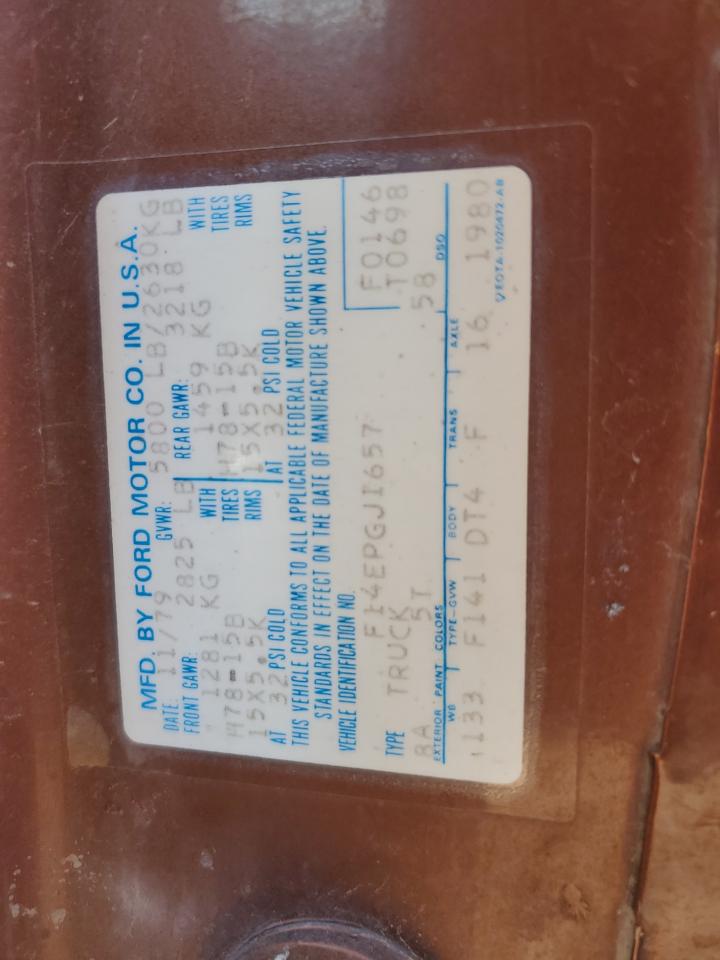 MFD. BY FORD MOTOR CO. IN U.S.A.
DATE: 11/79 GVWR: 5800 LB/2630KG
FRONT GAWR: 2825 LB REAR GAWR: 3218 LB
1281 KG WITH 1459 KG WITH
H78-15B TIRES H78-15B TIRES
15X5.5K RIMS 15X5.5K RIMS
AT 32 PSI COLD AT 32 PSI COLD
THIS VEHICLE CONFORMS TO ALL APPLICABLE FEDERAL MOTOR VEHICLE SAFETY
STANDARDS IN EFFECT ON THE DATE OF MANUFACTURE SHOWN ABOVE.
VEHICLE IDENTIFICATION NO.
F14EPGJI657 F0146
TYPE TRUCK T0698
8A 5T 58
EXTERIOR PAINT COLORS DSO
WB TYPE-GVW BODY TRANS AXLE
133 F141 DT4 F 16 1980